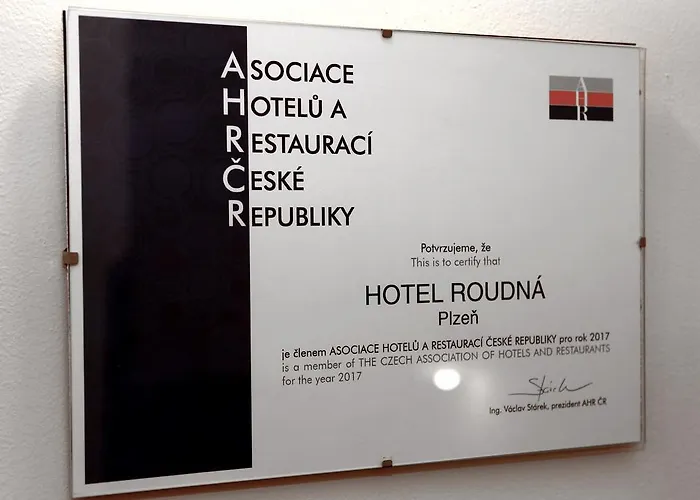 ASOCIACE
HOTELŮ A
RESTAURACÍ
ČESKÉ
REPUBLIKY
AHR
Potvrzujeme, že
This is to certify that
HOTEL ROUDNÁ
Plzeň
je členem ASOCIACE HOTELŮ A RESTAURACÍ ČESKÉ REPUBLIKY pro rok 2017
is a member of THE CZECH ASSOCIATION OF HOTELS AND RESTAURANTS
for the year 2017
Stárek
Ing. Václav Stárek, prezident AHR ČR